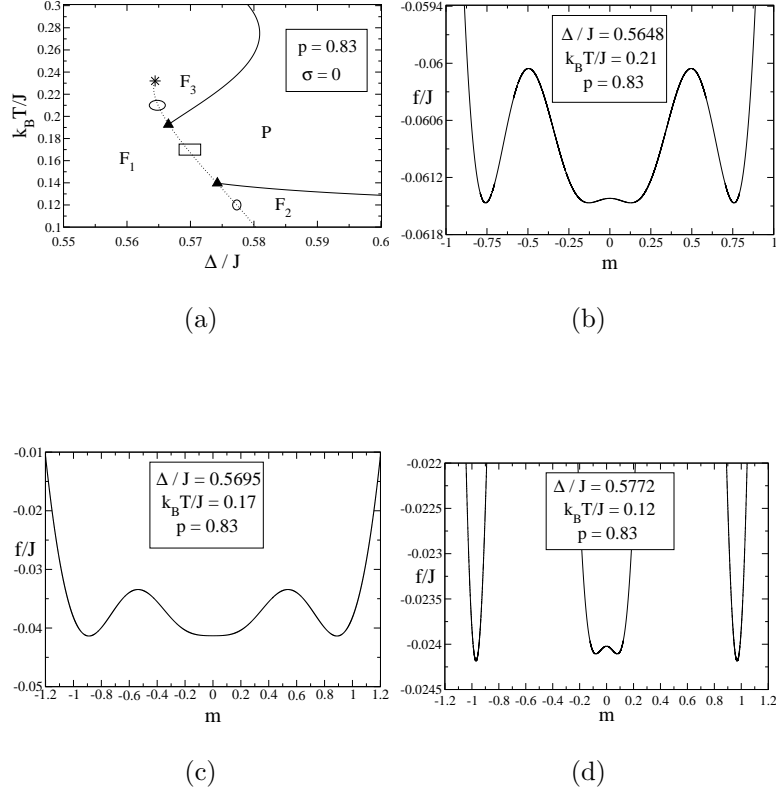 0.3
0.28
0.26
0.24
0.22
0.2
0.18
0.16
0.14
0.12
0.1
k_BT/J
0.55 0.56 0.57 0.58 0.59 0.6
Δ / J
p = 0.83
σ = 0
F_3
F_1
P
F_2
(a)
-0.0594
-0.06
f/J
-0.0606
-0.0612
-0.0618
-1 -0.75 -0.5 -0.25 0 0.25 0.5 0.75 1
m
Δ / J = 0.5648
k_BT/J = 0.21
p = 0.83
(b)
-0.01
-0.02
f/J
-0.03
-0.04
-0.05
-1.2 -1 -0.8 -0.6 -0.4 -0.2 0 0.2 0.4 0.6 0.8 1 1.2
m
Δ / J = 0.5695
k_BT/J = 0.17
p = 0.83
(c)
-0.022
-0.0225
-0.023
f/J
-0.0235
-0.024
-0.0245
-1.2 -1 -0.8 -0.6 -0.4 -0.2 0 0.2 0.4 0.6 0.8 1 1.2
m
Δ / J = 0.5772
k_BT/J = 0.12
p = 0.83
(d)